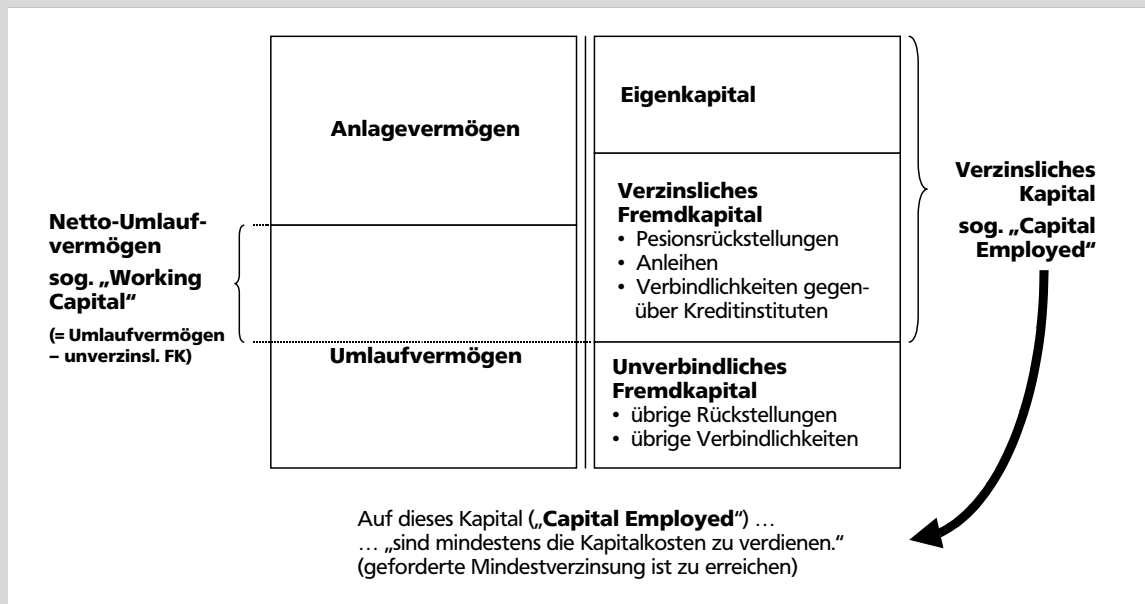 Anlagevermögen
Umlaufvermögen
Netto-Umlauf-
vermögen
sog. „Working
Capital“
(= Umlaufvermögen
– unverzinsl. FK)
Eigenkapital
Verzinsliches
Fremdkapital
• Pesionsrückstellungen
• Anleihen
• Verbindlichkeiten gegen-
über Kreditinstituten
Unverbindliches
Fremdkapital
• übrige Rückstellungen
• übrige Verbindlichkeiten
Verzinsliches
Kapital
sog. „Capital
Employed“
Auf dieses Kapital („Capital Employed“) …
… „sind mindestens die Kapitalkosten zu verdienen.“
(geforderte Mindestverzinsung ist zu erreichen)